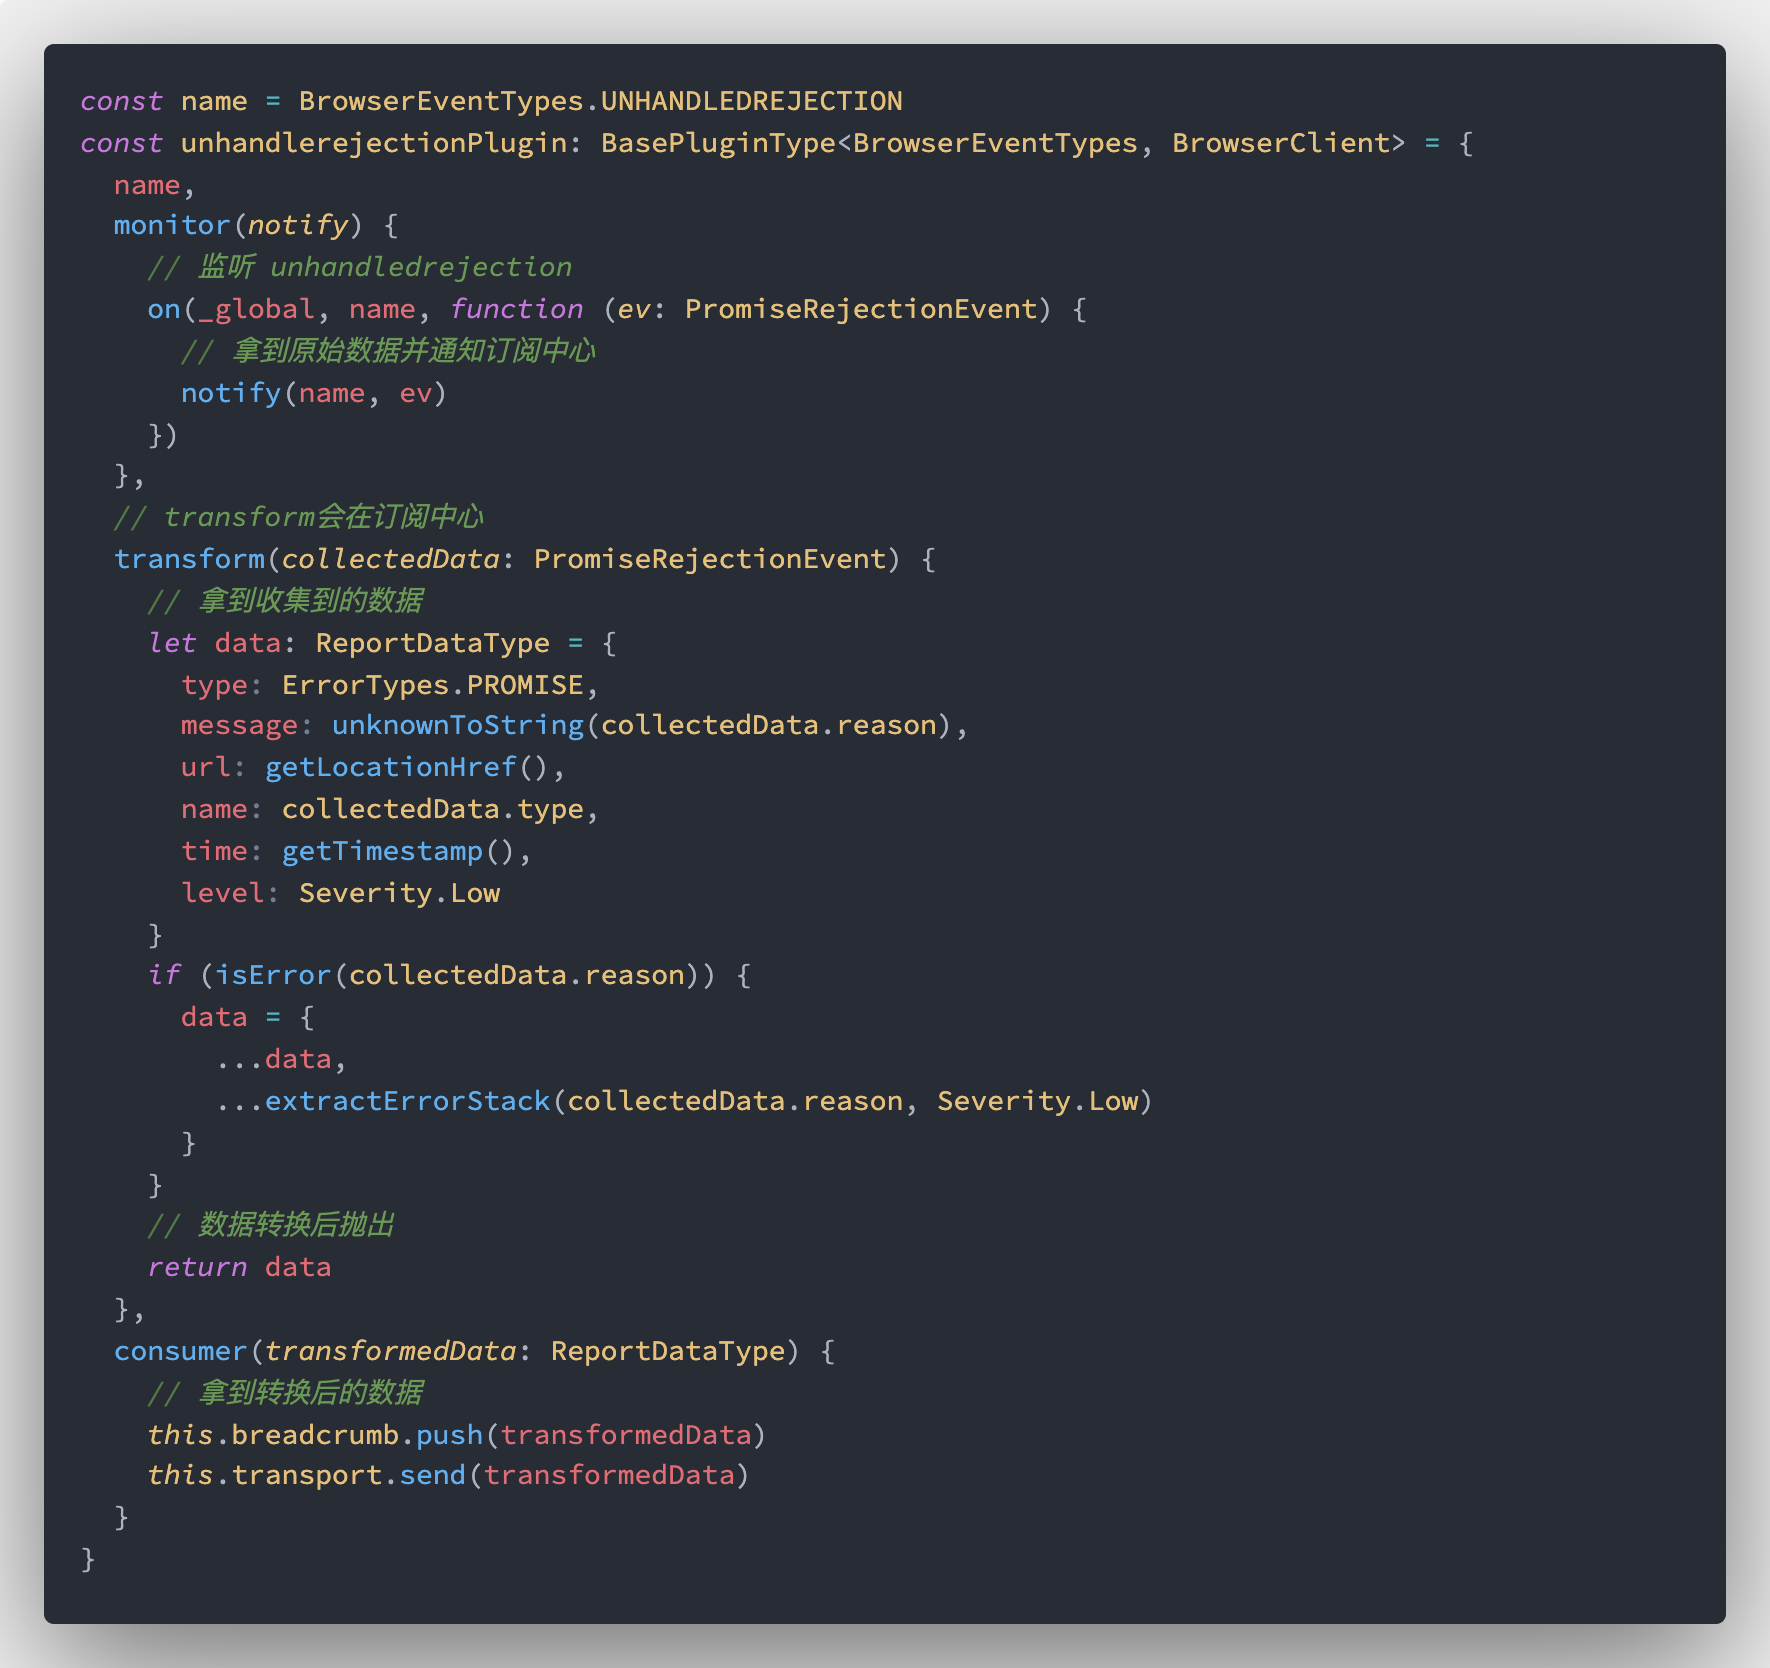 const name = BrowserEventTypes.UNHANDLEDREJECTION
const unhandlerejectionPlugin: BasePluginType<BrowserEventTypes, BrowserClient> = {
  name,
  monitor(notify) {
    // 监听 unhandledrejection
    on(_global, name, function (ev: PromiseRejectionEvent) {
      // 拿到原始数据并通知订阅中心
      notify(name, ev)
    })
  },
  // transform会在订阅中心
  transform(collectedData: PromiseRejectionEvent) {
    // 拿到收集到的数据
    let data: ReportDataType = {
      type: ErrorTypes.PROMISE,
      message: unknownToString(collectedData.reason),
      url: getLocationHref(),
      name: collectedData.type,
      time: getTimestamp(),
      level: Severity.Low
    }
    if (isError(collectedData.reason)) {
      data = {
        ...data,
        ...extractErrorStack(collectedData.reason, Severity.Low)
      }
    }
    // 数据转换后抛出
    return data
  },
  consumer(transformedData: ReportDataType) {
    // 拿到转换后的数据
    this.breadcrumb.push(transformedData)
    this.transport.send(transformedData)
  }
}